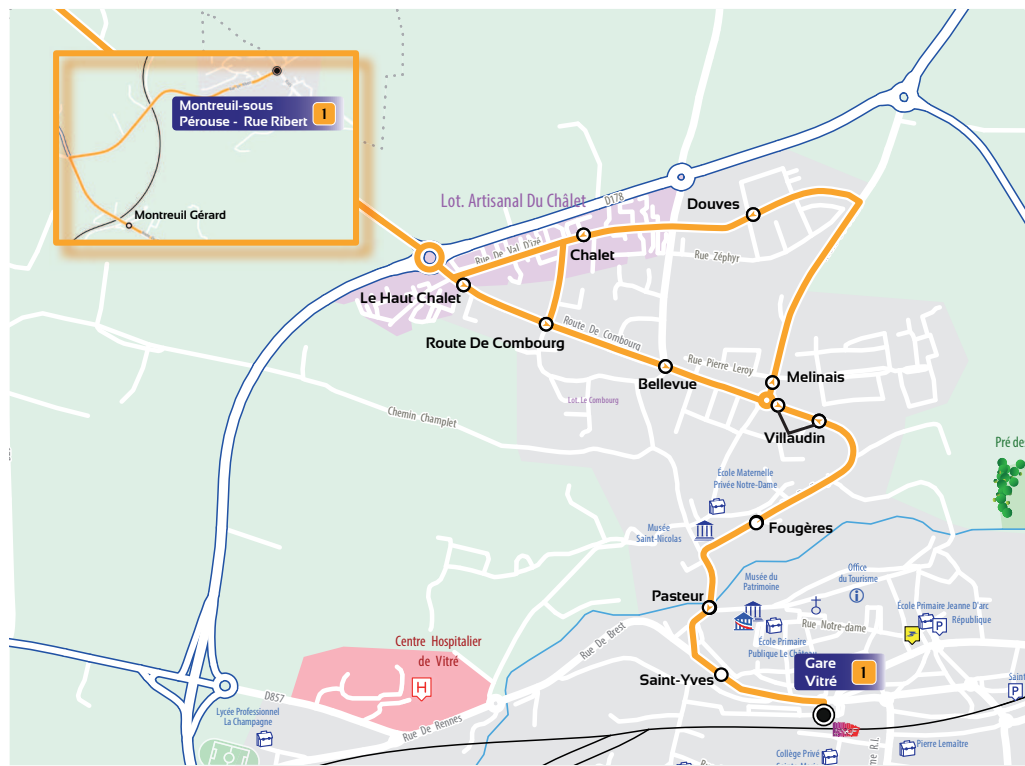 Montreuil-sous
Pérouse - Rue Ribert
1
Montreuil Gérard
Lot. Artisanal Du Châlet
D178
Douves
Rue De Val D'izé
Chalet
Rue Zéphyr
Le Haut Chalet
Route De Combourg
Route De Combourg
Rue Pierre Leroy
Bellevue
Melinais
Lot. Le Combourg
Chemin Champlet
Villaudin
Pré de
École Maternelle
Privée Notre-Dame
Musée
Saint-Nicolas
Fougères
Office
du Tourisme
i
Musée du
Patrimoine
Pasteur
École Primaire Jeanne D'arc
République
P
Rue Notre-dame
École Primaire
Publique Le Château
Rue De Brest
Centre Hospitalier
de Vitré
H
Saint-Yves
Gare
Vitré
1
Saint
P
D857
Lycée Professionnel
La Champagne
Rue De Rennes
Pierre Lemaître
Collège Privé